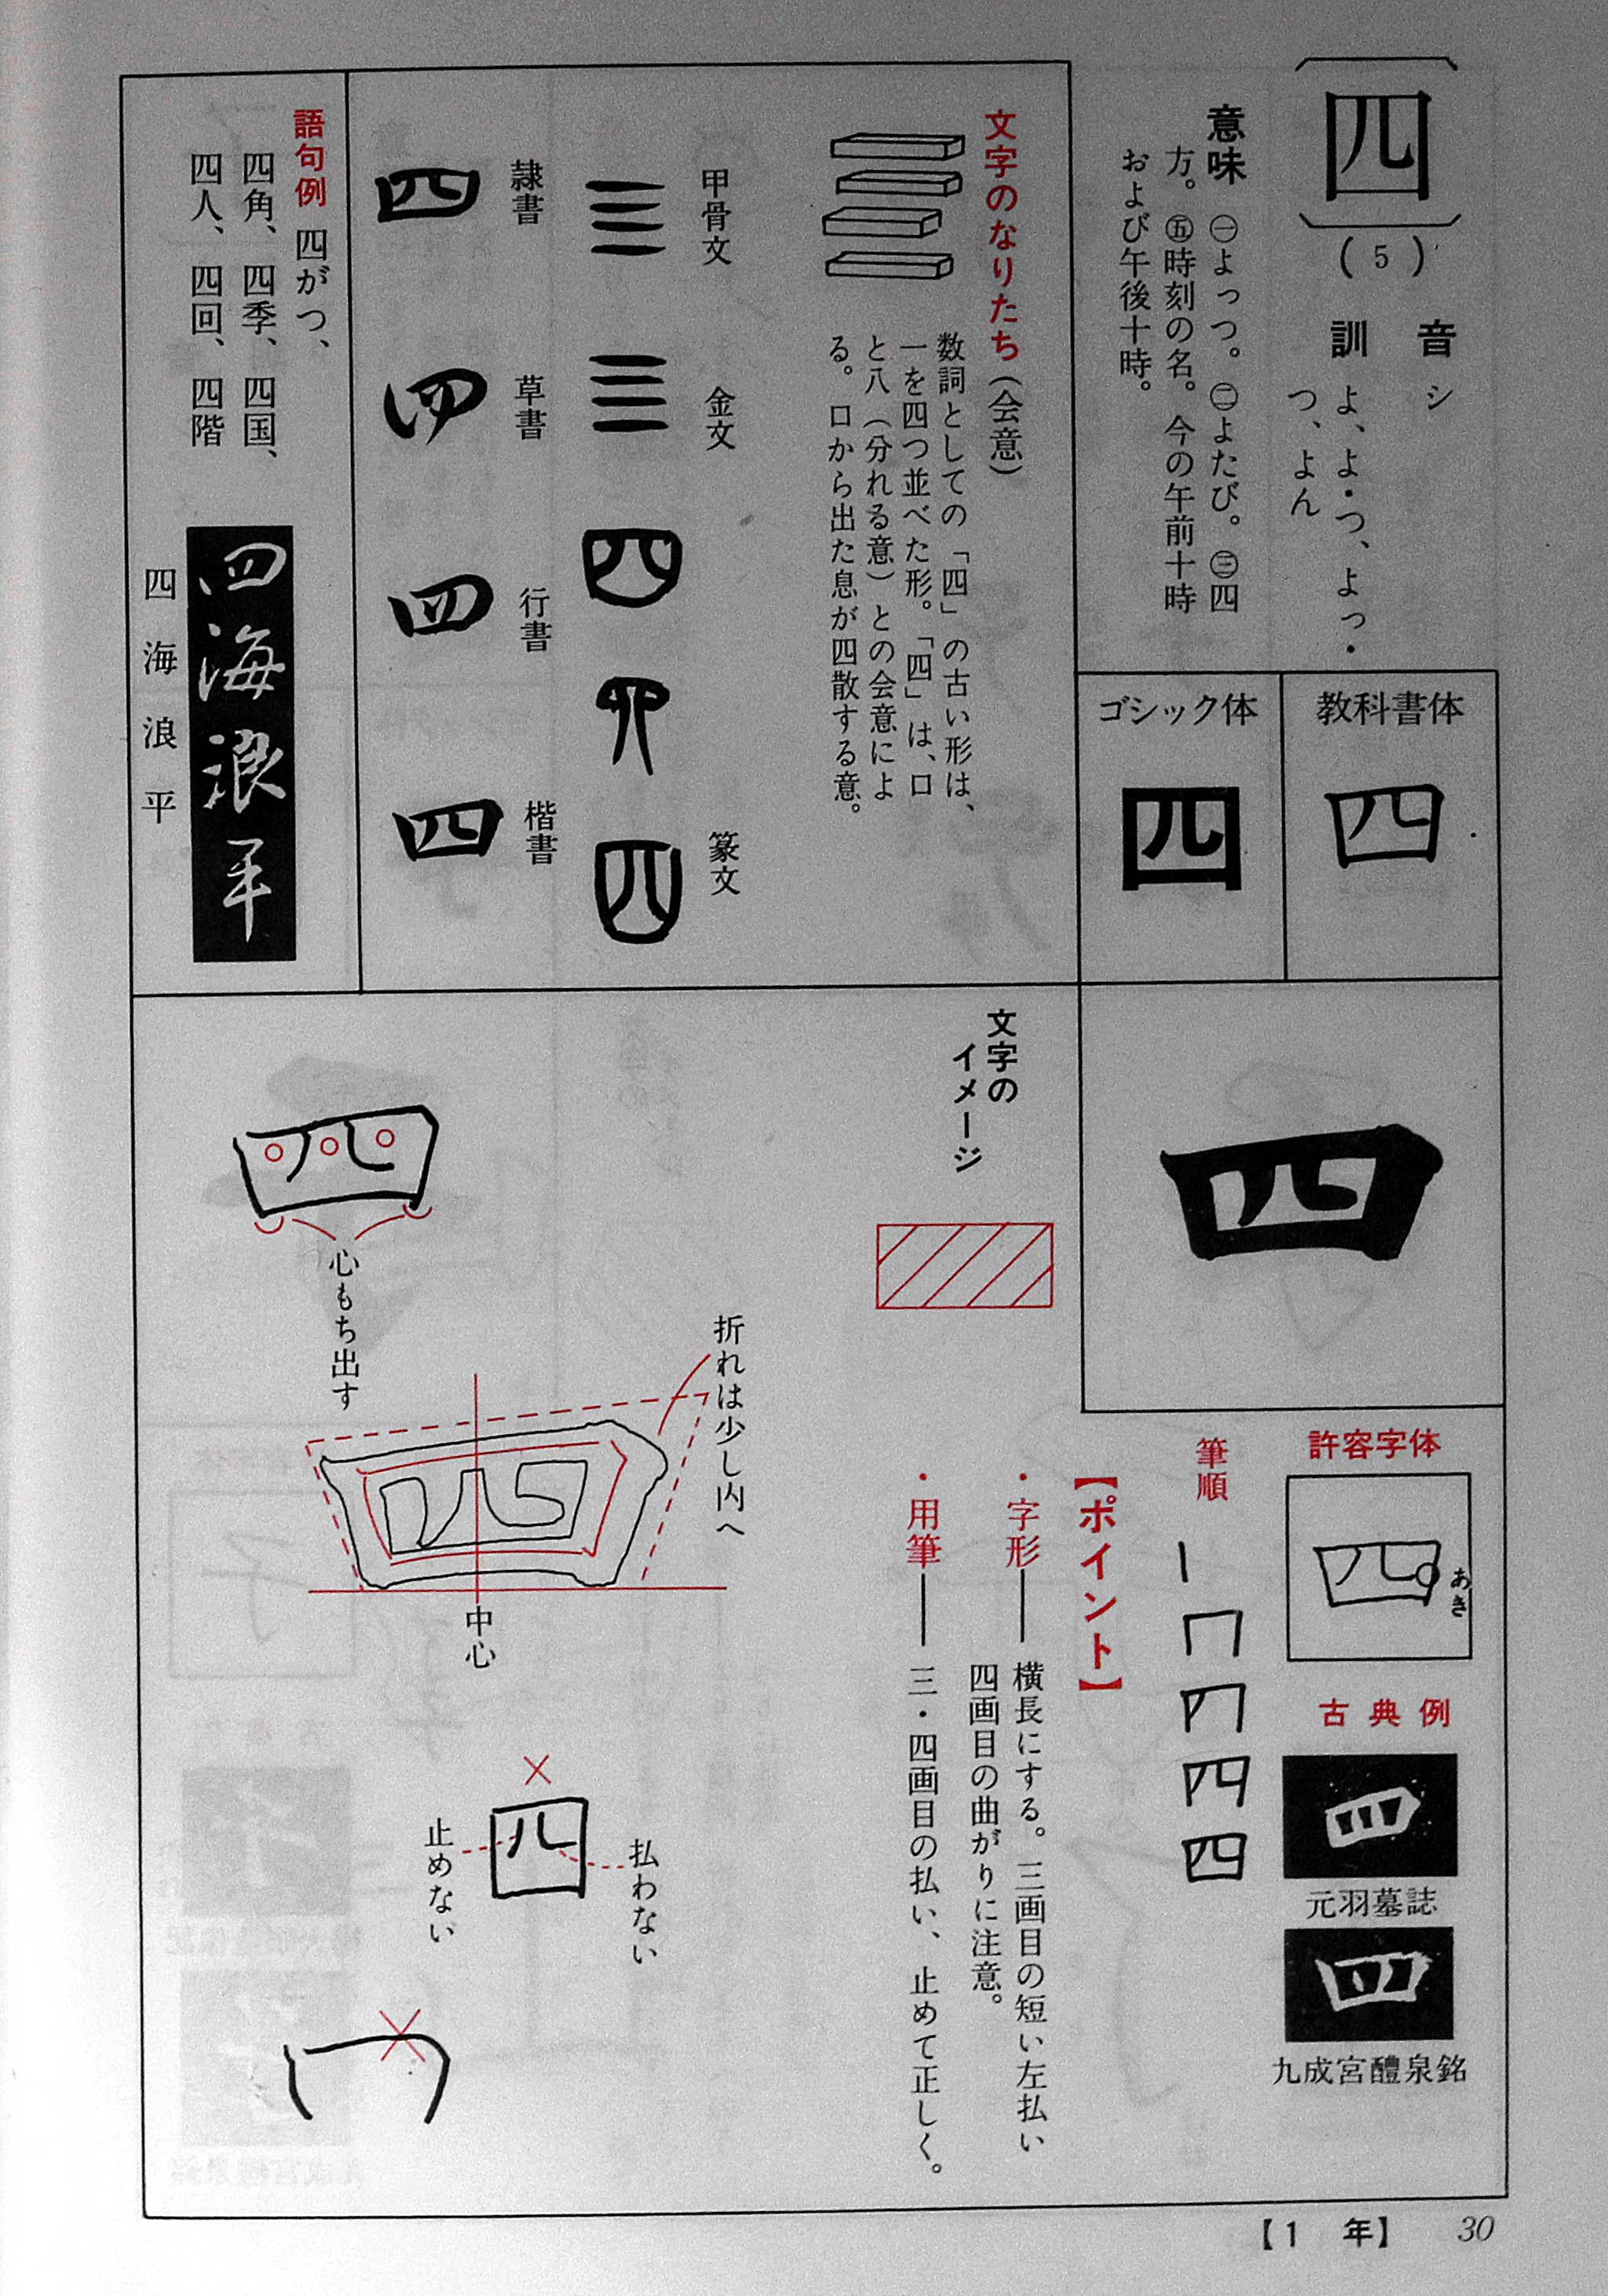 四
(5)
音 シ
訓 よ、よ・つ、よっ・
つ、よん
意味 ㊀よっつ。㊁よたび。㊂四
方。㊄時刻の名。今の午前十時
および午後十時。
教科書体
四
ゴシック体
四
文字のなりたち(会意)
数詞としての「四」の古い形は、
一を四つ並べた形。「四」は、口
と八(分れる意)との会意によ
る。口から出た息が四散する意。
甲骨文
金文
篆文
隷書
四
草書
四
行書
四
楷書
四
語句例 四がつ、
四角、四季、四国、
四人、四回、四階
四海浪平
四海浪平
四
許容字体
四
あき
古典例
四
元羽墓誌
四
九成宮醴泉銘
筆順
四
【ポイント】
・字形── 横長にする。三画目の短い左払い
四画目の曲がりに注意。
・用筆── 三・四画目の払い、止めて正しく。
文字の
イメージ
折れは少し内へ
四
中心
四
心もち出す
四
払わない
止めない
【1 年】 30